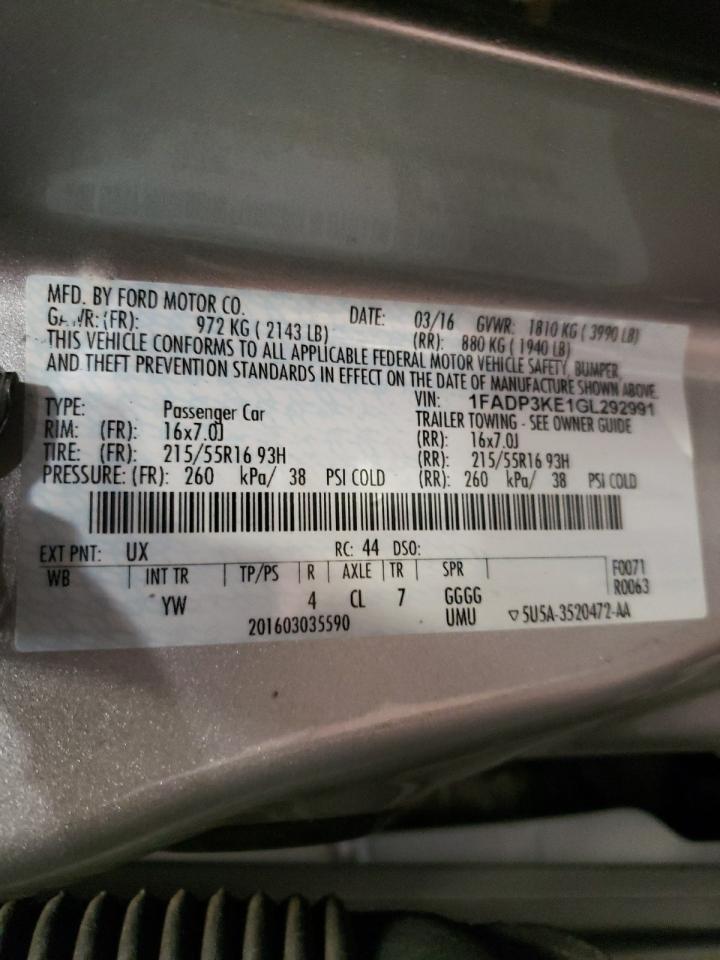 MFD. BY FORD MOTOR CO. DATE: 03/16 GVWR: 1810 KG ( 3990 LB)
GAWR: (FR): 972 KG ( 2143 LB) (RR): 880 KG ( 1940 LB)
THIS VEHICLE CONFORMS TO ALL APPLICABLE FEDERAL MOTOR VEHICLE SAFETY, BUMPER,
AND THEFT PREVENTION STANDARDS IN EFFECT ON THE DATE OF MANUFACTURE SHOWN ABOVE.
VIN: 1FADP3KE1GL292991
TYPE: Passenger Car TRAILER TOWING - SEE OWNER GUIDE
RIM: (FR): 16x7.0J (RR): 16x7.0J
TIRE: (FR): 215/55R16 93H (RR): 215/55R16 93H
PRESSURE: (FR): 260 kPa/ 38 PSI COLD (RR): 260 kPa/ 38 PSI COLD
EXT PNT: UX RC: 44 DSO:
WB INT TR TP/PS R AXLE TR SPR F0071
R0063
YW 4 CL 7 GGGG
201603035590 UMU ▽ 5U5A-3520472-AA